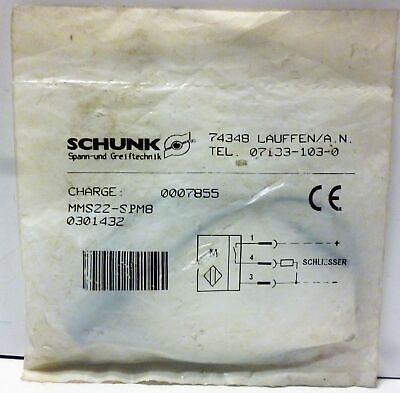 SCHUNK
Spann-und Greiftechnik
74348 LAUFFEN/A.N.
TEL. 07133-103-0
CHARGE: 0007855
MMS22-SPM8
0301432
CE
M
1 +
4 SCHLIESSER
3 -